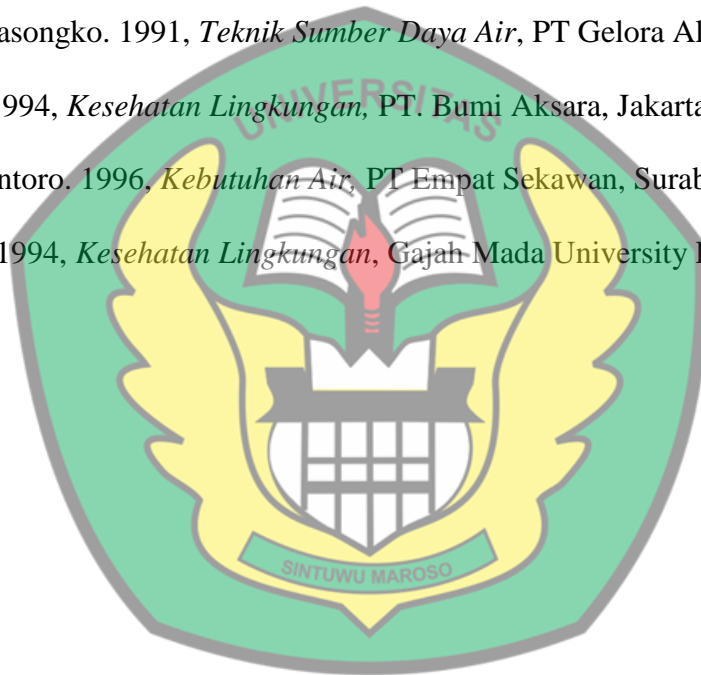 asongko. 1991, Teknik Sumber Daya Air, PT Gelora
994, Kesehatan Lingkungan, PT. Bumi Aksara, Jakarta
ntoro. 1996, Kebutuhan Air, PT Empat Sekawan, Surab
1994, Kesehatan Lingkungan, Gajah Mada University
UNIVERSITAS
SINTUWU MAROSO